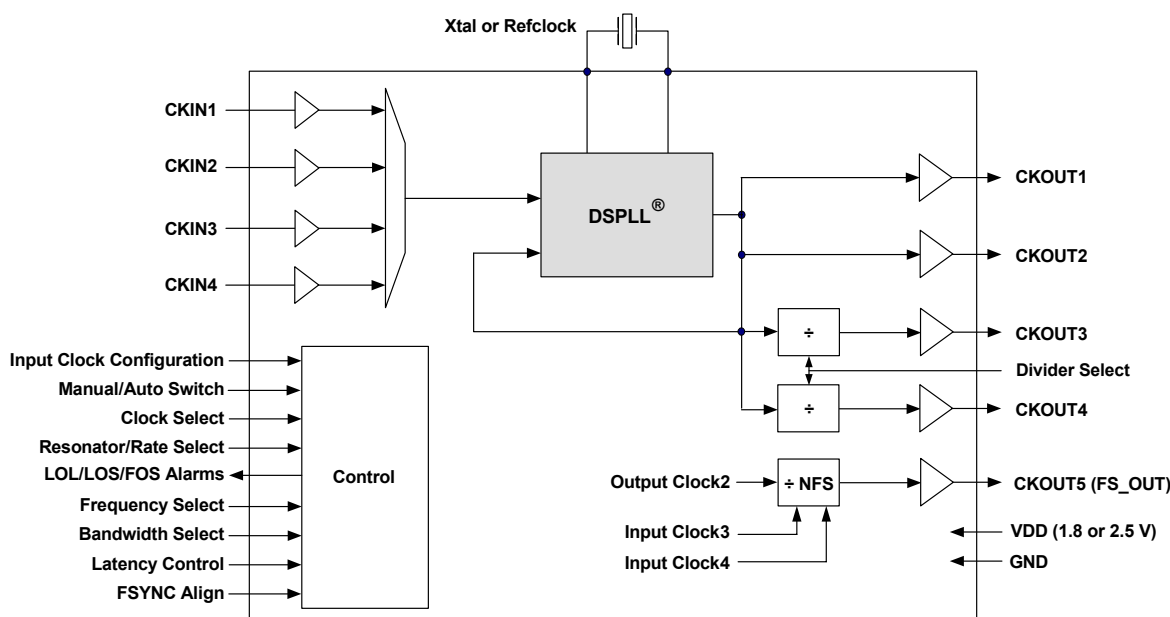 Xtal or Refclock
CKIN1
CKIN2
CKIN3
CKIN4
DSPLL®
CKOUT1
CKOUT2
÷
CKOUT3
Divider Select
÷
CKOUT4
Input Clock Configuration
Manual/Auto Switch
Clock Select
Resonator/Rate Select
LOL/LOS/FOS Alarms
Frequency Select
Bandwidth Select
Latency Control
FSYNC Align
Control
Output Clock2
÷ NFS
CKOUT5 (FS_OUT)
Input Clock3
Input Clock4
VDD (1.8 or 2.5 V)
GND